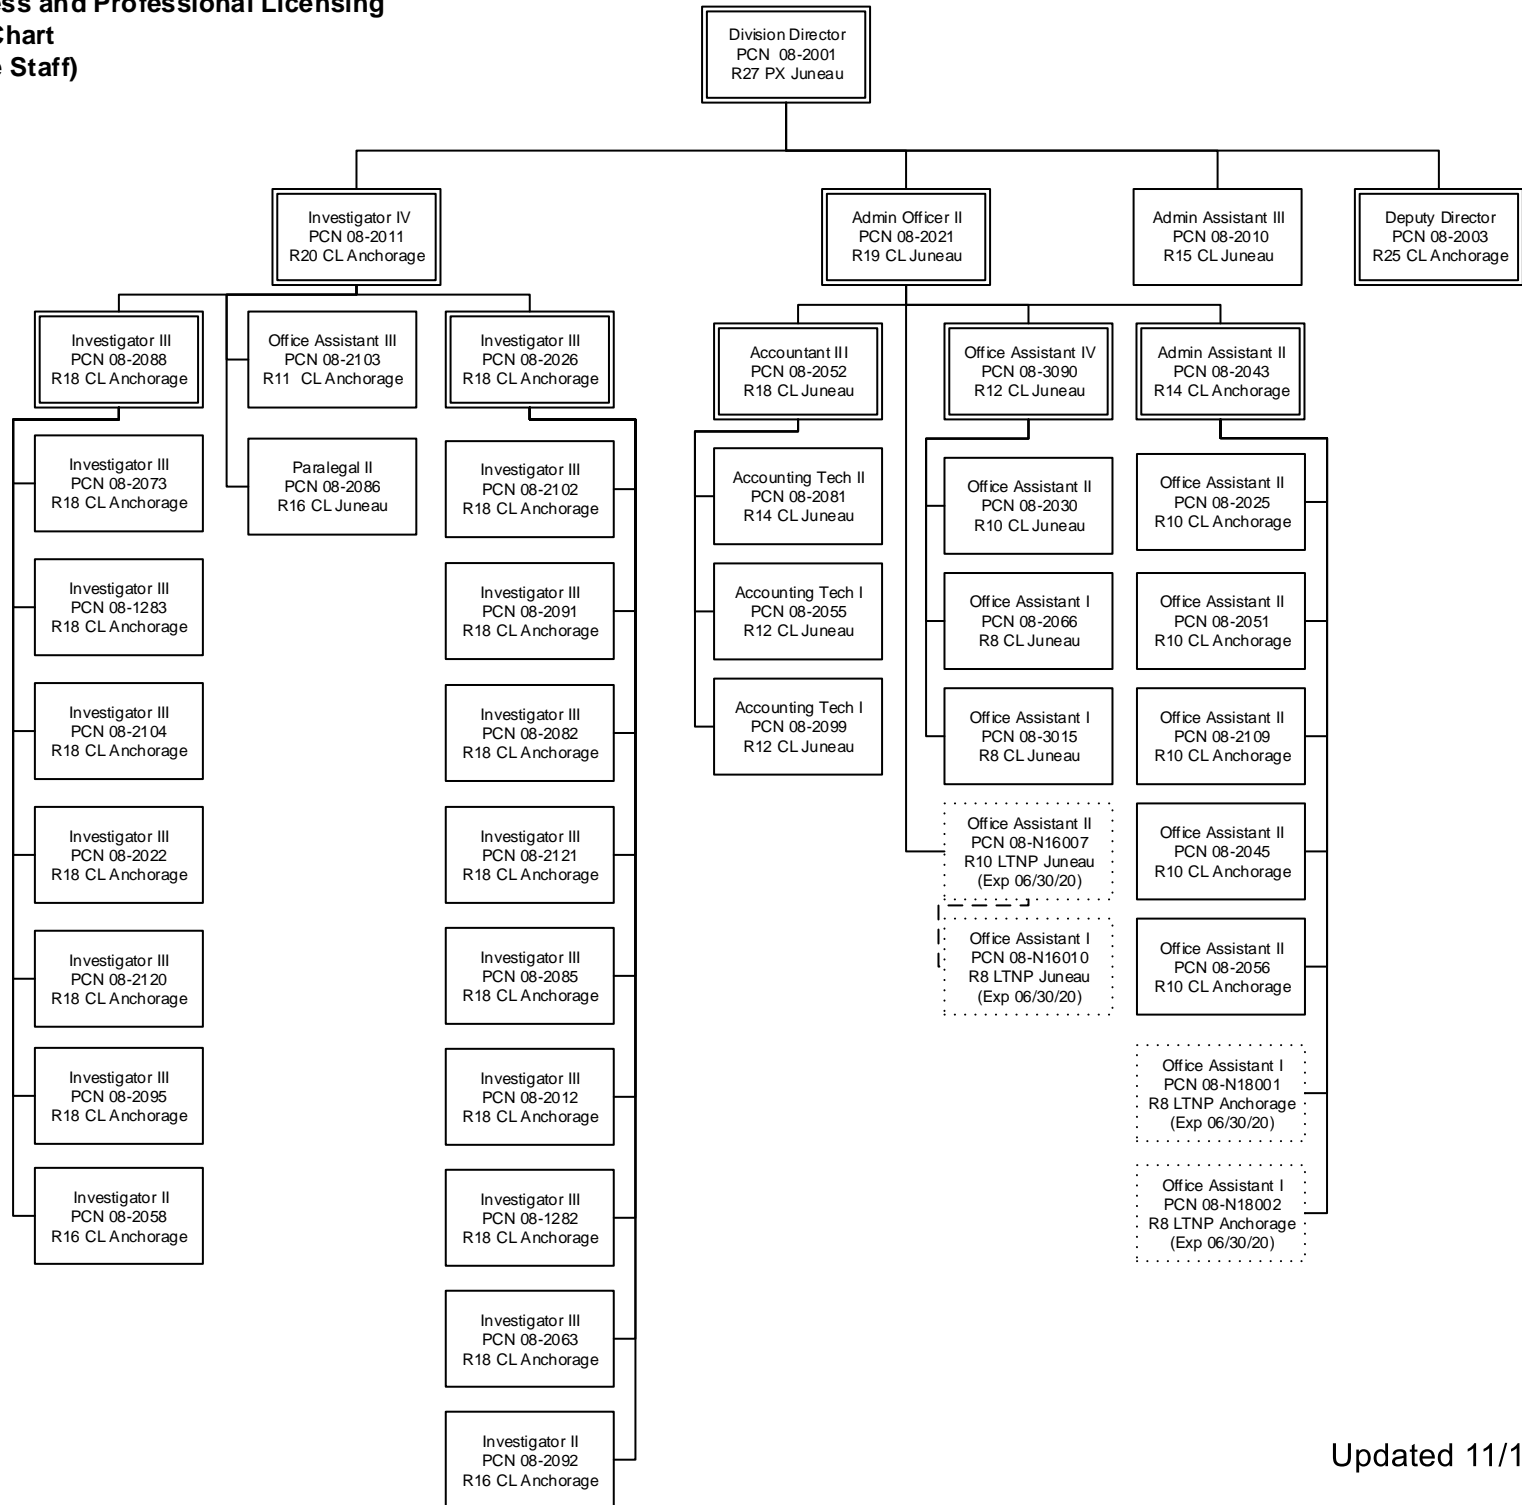 and Professional Licensing
Chart
Staff)
Division Director
PCN 08-2001
R27 PX Juneau
Investigator IV
PCN 08-2011
R20 CL Anchorage
Admin Officer II
PCN 08-2021
R19 CL Juneau
Admin Assistant III
PCN 08-2010
R15 CL Juneau
Deputy Director
PCN 08-2003
R25 CL Anchorage
Investigator III
PCN 08-2088
R18 CL Anchorage
Office Assistant III
PCN 08-2103
R11 CL Anchorage
Investigator III
PCN 08-2026
R18 CL Anchorage
Accountant III
PCN 08-2052
R18 CL Juneau
Office Assistant IV
PCN 08-3090
R12 CL Juneau
Admin Assistant II
PCN 08-2043
R14 CL Anchorage
Investigator III
PCN 08-2073
R18 CL Anchorage
Investigator III
PCN 08-1283
R18 CL Anchorage
Investigator III
PCN 08-2104
R18 CL Anchorage
Investigator III
PCN 08-2022
R18 CL Anchorage
Investigator III
PCN 08-2120
R18 CL Anchorage
Investigator III
PCN 08-2095
R18 CL Anchorage
Investigator II
PCN 08-2058
R16 CL Anchorage
Paralegal II
PCN 08-2086
R16 CL Juneau
Investigator III
PCN 08-2102
R18 CL Anchorage
Investigator III
PCN 08-2091
R18 CL Anchorage
Investigator III
PCN 08-2082
R18 CL Anchorage
Investigator III
PCN 08-2121
R18 CL Anchorage
Investigator III
PCN 08-2085
R18 CL Anchorage
Investigator III
PCN 08-2012
R18 CL Anchorage
Investigator III
PCN 08-1282
R18 CL Anchorage
Investigator III
PCN 08-2063
R18 CL Anchorage
Investigator II
PCN 08-2092
R16 CL Anchorage
Accounting Tech II
PCN 08-2081
R14 CL Juneau
Accounting Tech I
PCN 08-2055
R12 CL Juneau
Accounting Tech I
PCN 08-2099
R12 CL Juneau
Office Assistant II
PCN 08-2030
R10 CL Juneau
Office Assistant I
PCN 08-2066
R8 CL Juneau
Office Assistant I
PCN 08-3015
R8 CL Juneau
Office Assistant II
PCN 08-N16007
R10 LTNP Juneau
(Exp 06/30/20)
Office Assistant I
PCN 08-N16010
R8 LTNP Juneau
(Exp 06/30/20)
Office Assistant II
PCN 08-2025
R10 CL Anchorage
Office Assistant II
PCN 08-2051
R10 CL Anchorage
Office Assistant II
PCN 08-2109
R10 CL Anchorage
Office Assistant II
PCN 08-2045
R10 CL Anchorage
Office Assistant II
PCN 08-2056
R10 CL Anchorage
Office Assistant I
PCN 08-N18001
R8 LTNP Anchorage
(Exp 06/30/20)
Office Assistant I
PCN 08-N18002
R8 LTNP Anchorage
(Exp 06/30/20)
Updated 11/1